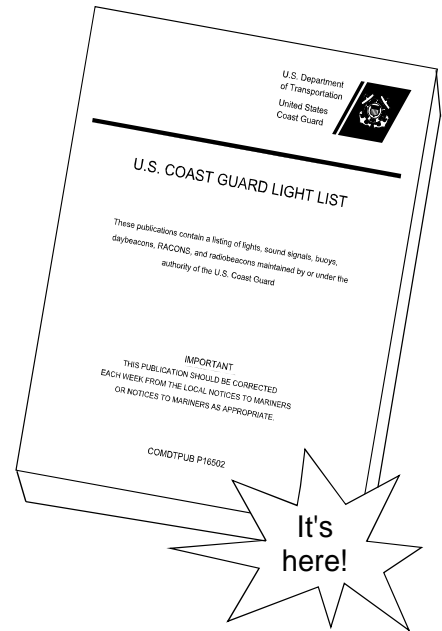 U.S. Department
of Transportation
United States
Coast Guard
U.S. COAST GUARD LIGHT LIST
These publications contain a listing of lights, sound signals, buoys,
daybeacons, RACONS, and radiobeacons maintained by or under the
authority of the U.S. Coast Guard
IMPORTANT
THIS PUBLICATION SHOULD BE CORRECTED
EACH WEEK FROM THE LOCAL NOTICES TO MARINERS
OR NOTICES TO MARINERS AS APPROPRIATE.
COMDTPUB P16502
It's
here!